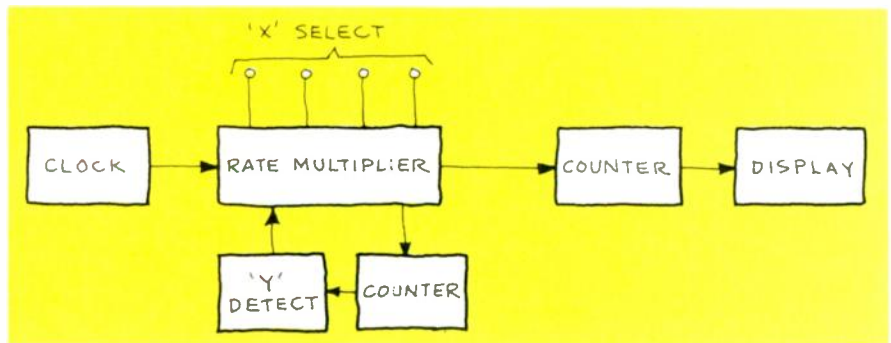 'X' SELECT
CLOCK
RATE MULTIPLIER
COUNTER
DISPLAY
'Y'
DETECT
COUNTER